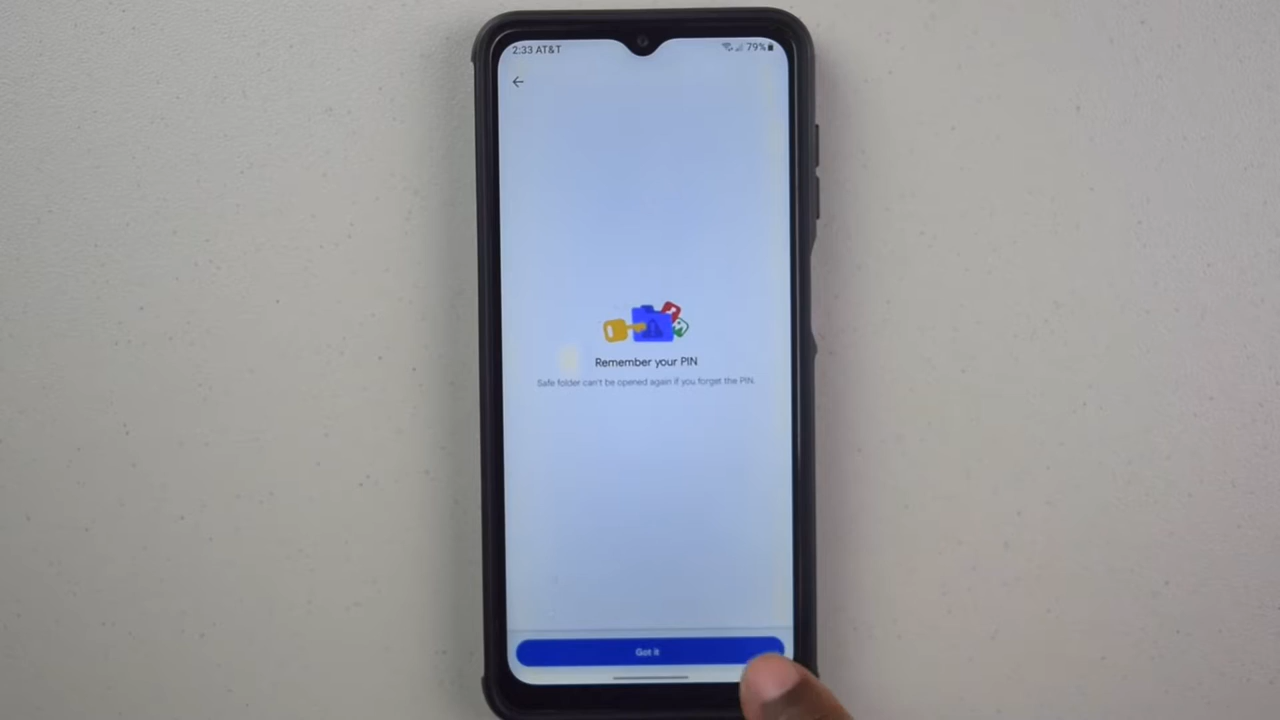 2:33 AT&T 79%
Remember your PIN
Safe folder can't be opened again if you forget the PIN.
Got it